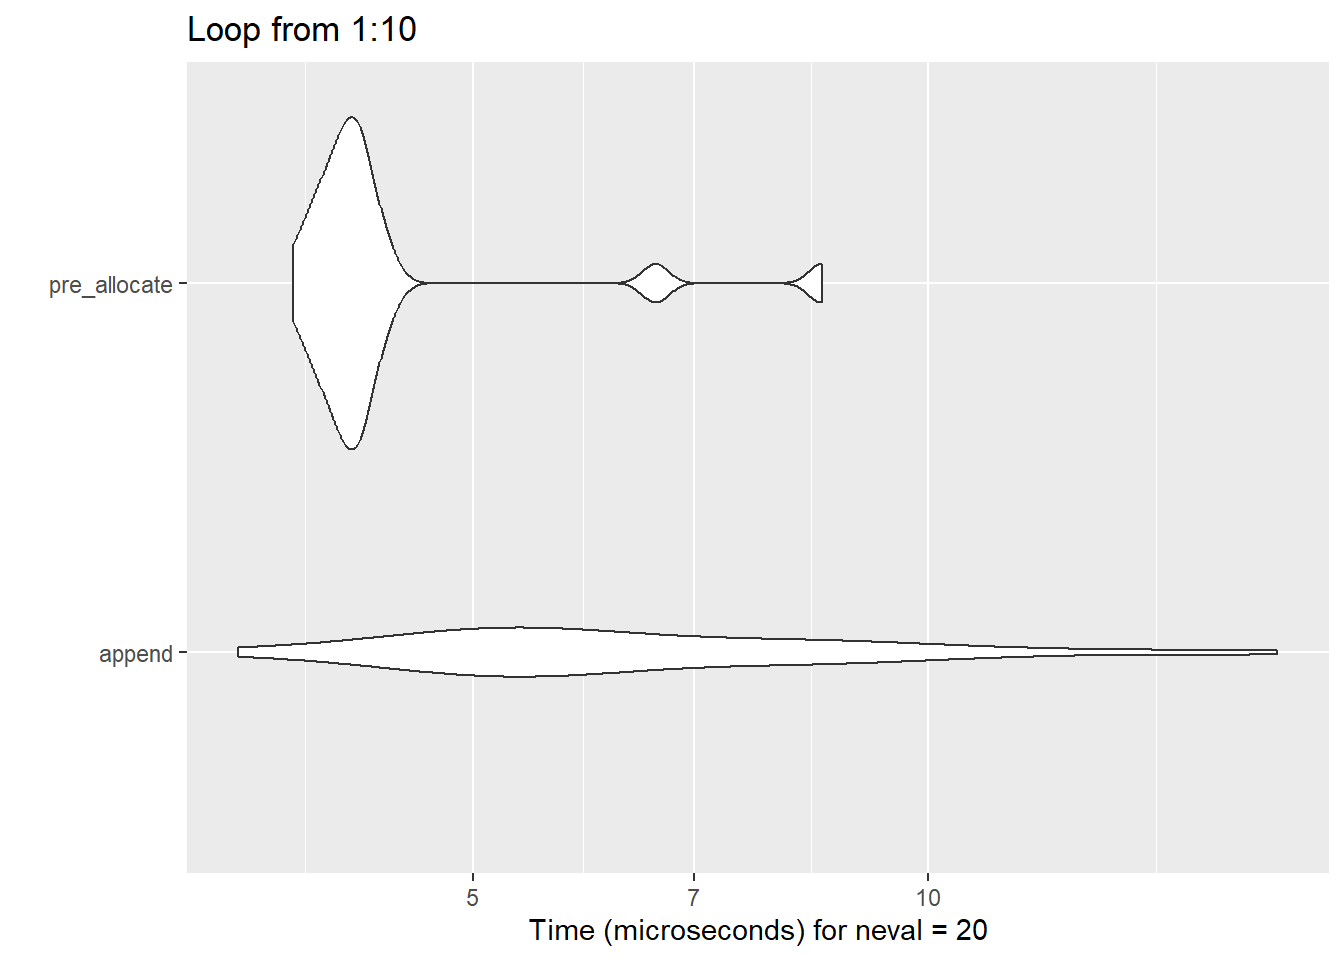 Loop from 1:10
pre_allocate
append
5 7 10
Time (microseconds) for neval = 20